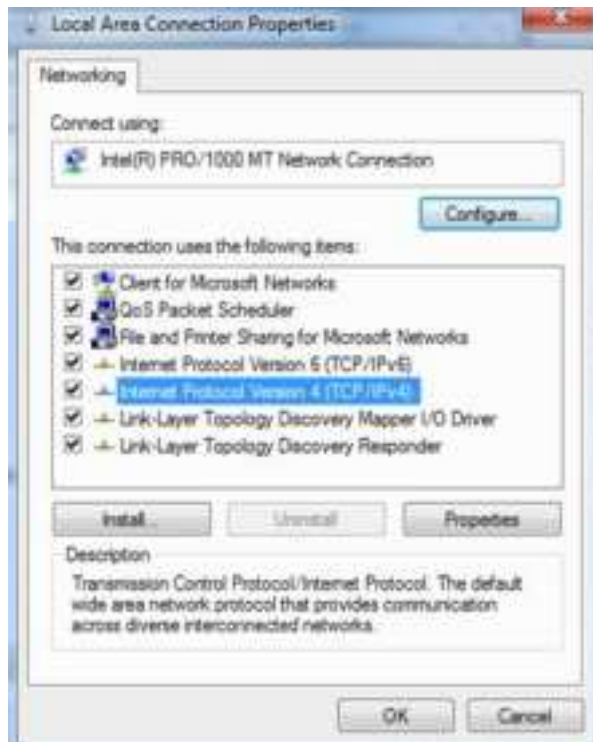 Local Area Connection Properties
Networking
Connect using:
Intel(R) PRO/1000 MT Network Connection
Configure...
This connection uses the following items:
Client for Microsoft Networks
QoS Packet Scheduler
File and Printer Sharing for Microsoft Networks
Internet Protocol Version 6 (TCP/IPv6)
Internet Protocol Version 4 (TCP/IPv4)
Link-Layer Topology Discovery Mapper I/O Driver
Link-Layer Topology Discovery Responder
Install...
Uninstall
Properties
Description
Transmission Control Protocol/Internet Protocol. The default
wide area network protocol that provides communication
across diverse interconnected networks.
OK
Cancel